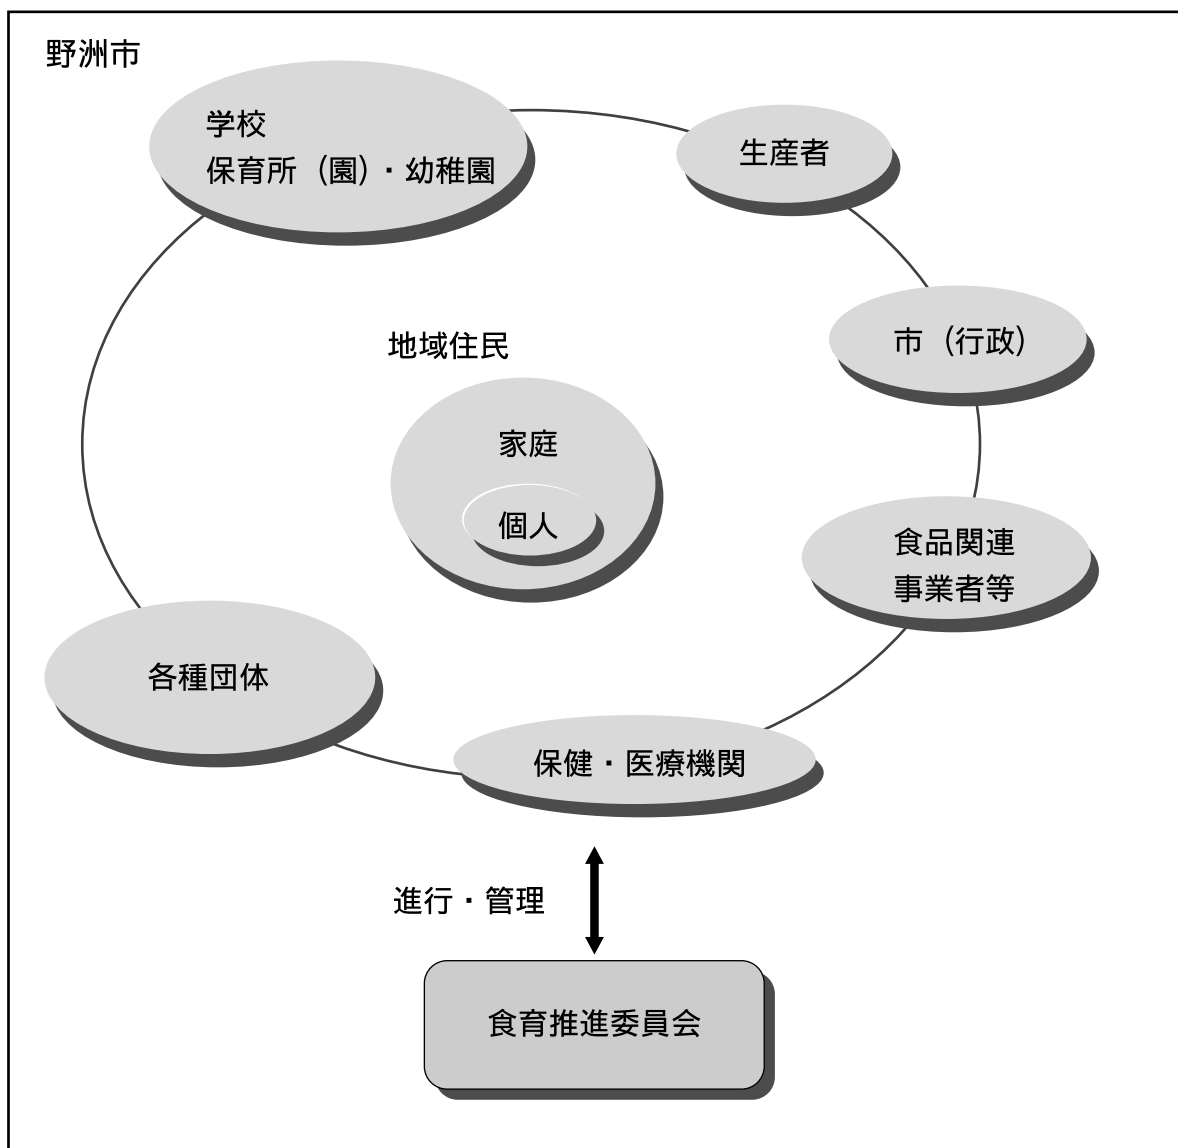 野洲市
学校
保育所（園）・幼稚園
生産者
市（行政）
地域住民
家庭
個人
食品関連
事業者等
各種団体
保健・医療機関
進行・管理
食育推進委員会